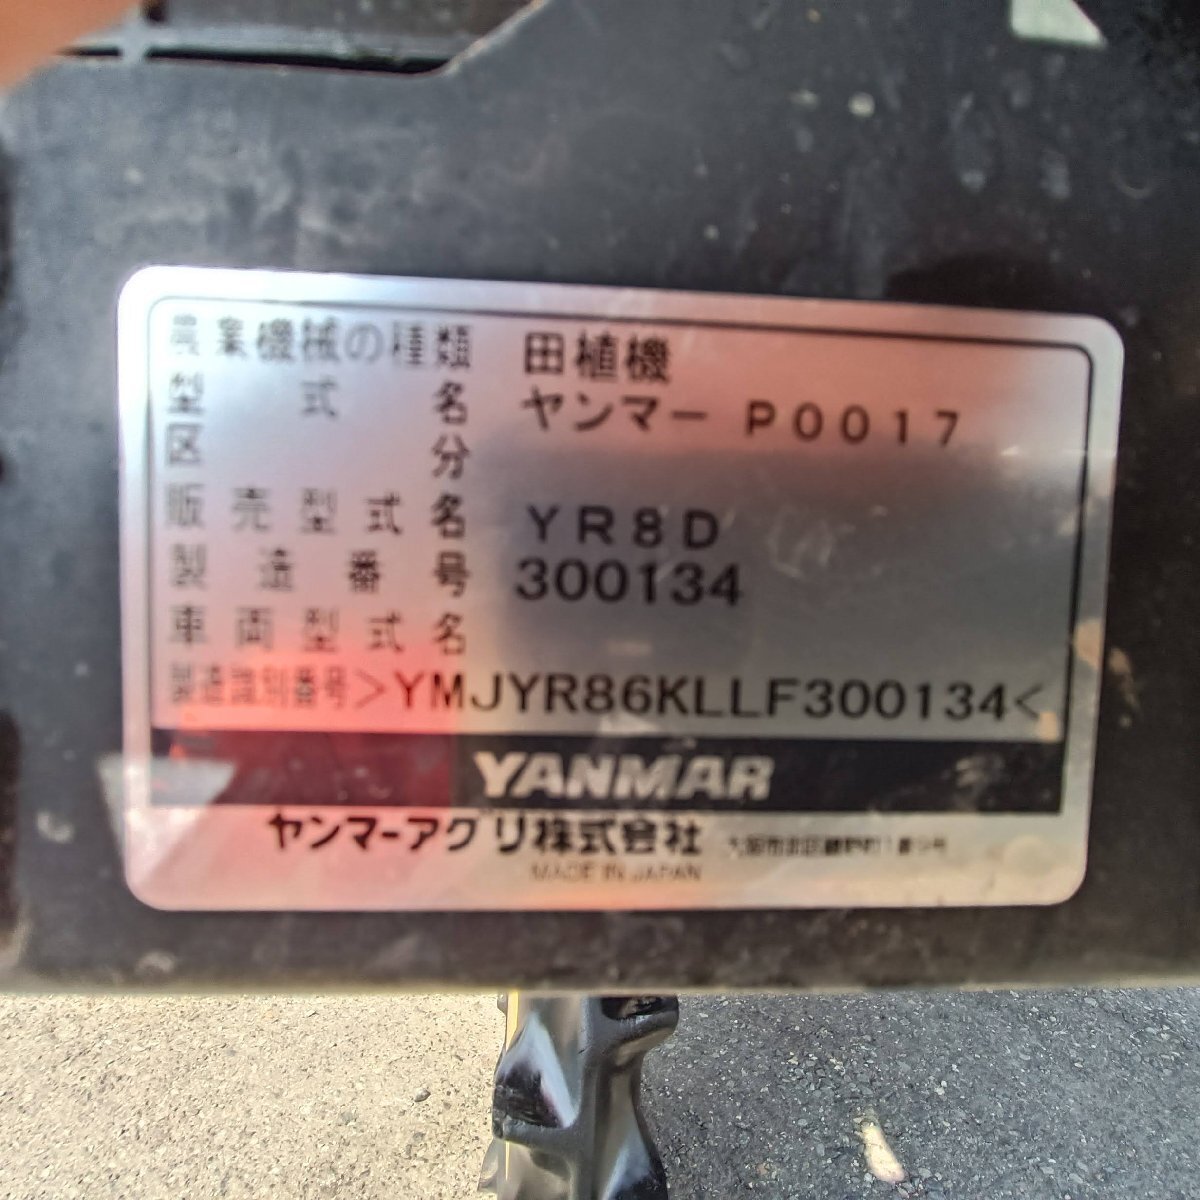 農業機械の種類 田植機
型式名 ヤンマー P0017
区分
販売型式名 YR8D
製造番号 300134
車両型式名
製造識別番号 >YMJYR86KLLF300134<
YANMAR
ヤンマーアグリ株式会社
MADE IN JAPAN